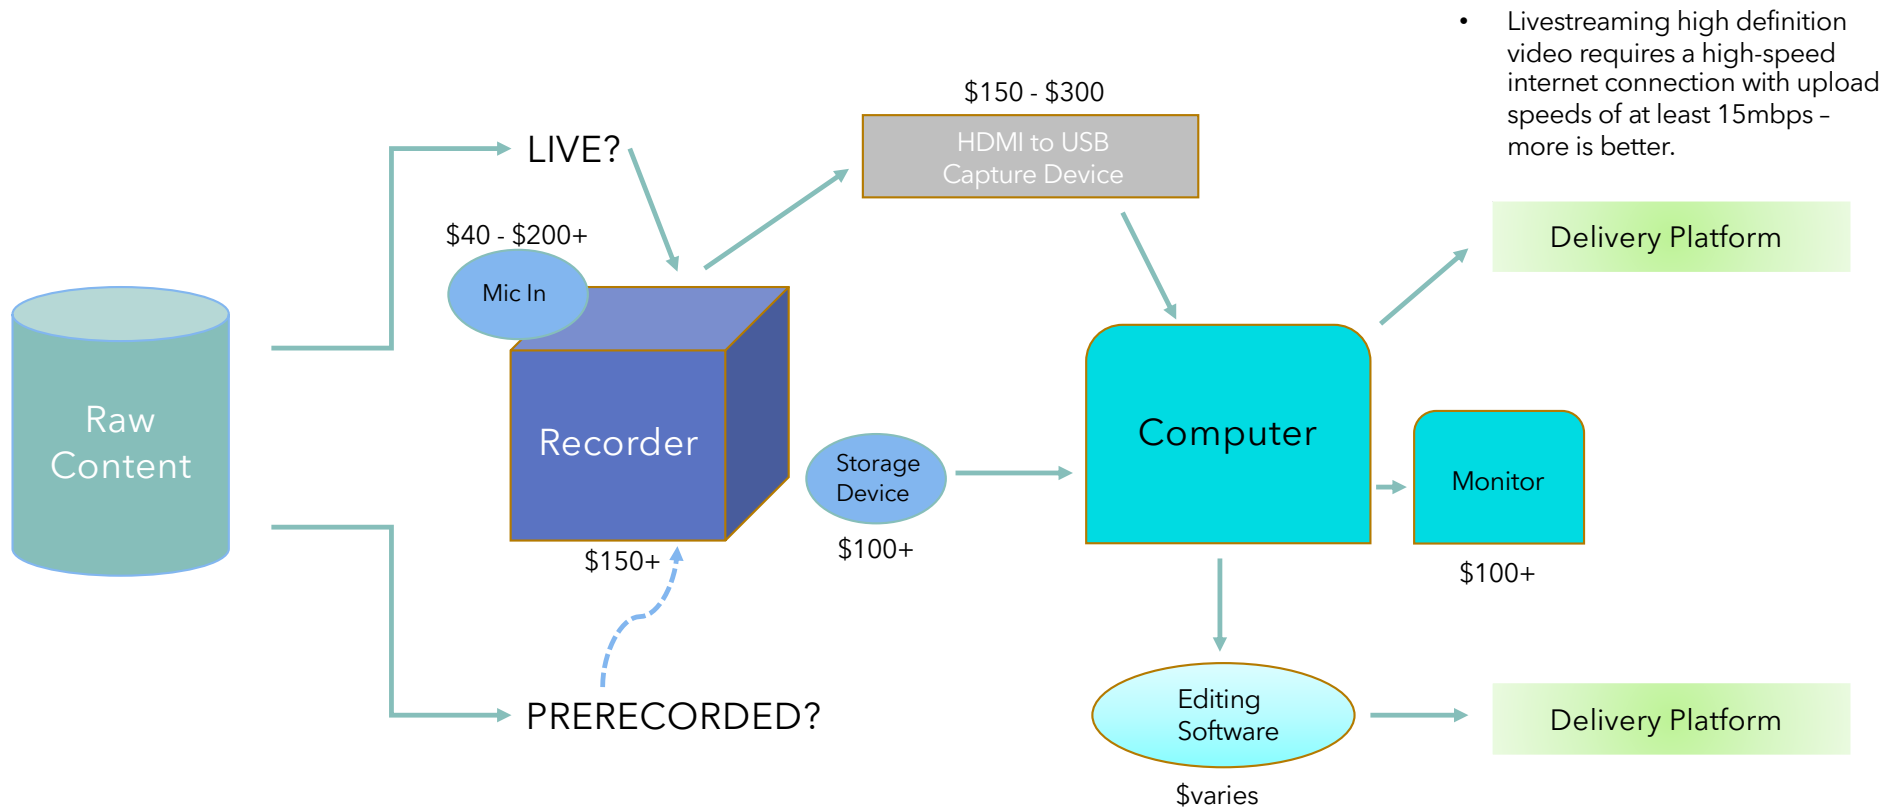 • Livestreaming high definition
video requires a high-speed
internet connection with upload
speeds of at least 15mbps –
more is better.
$150 - $300
HDMI to USB
Capture Device
LIVE?
$40 - $200+
Mic In
Delivery Platform
Raw
Content
Recorder
$150+
Storage
Device
$100+
Computer
Monitor
$100+
PRERECORDED?
Editing
Software
$varies
Delivery Platform